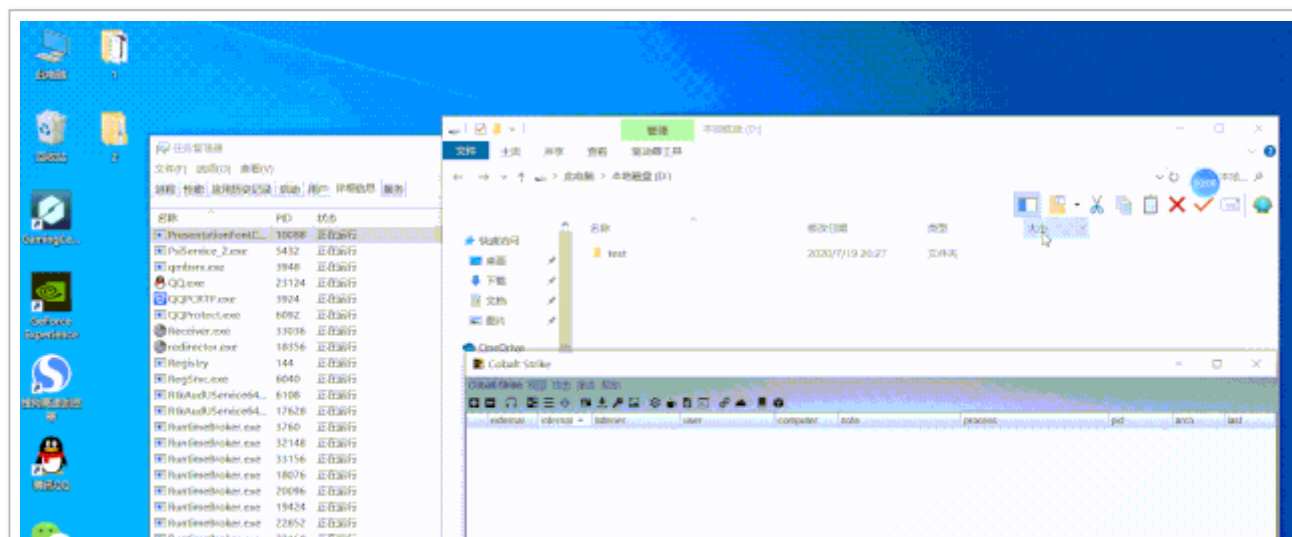 此电脑
1
回收站
2
GeForce
Experience
腾讯QQ
任务管理器
文件(F) 选项(O) 查看(V)
进程 性能 应用历史记录 启动 用户 详细信息 服务
名称 PID 状态
PresentationFontC... 10088 正在运行
PsService_2.exe 5432 正在运行
3948 正在运行
QQ.exe 23124 正在运行
QQPCRTP.exe 3924 正在运行
QQProtect.exe 6092 正在运行
Receiver.exe 33036 正在运行
redirector.exe 18356 正在运行
Registry 144 正在运行
RegSrvc.exe 6040 正在运行
RtkAudUService64... 6108 正在运行
RtkAudUService64... 17628 正在运行
RuntimeBroker.exe 3760 正在运行
RuntimeBroker.exe 32148 正在运行
RuntimeBroker.exe 33156 正在运行
RuntimeBroker.exe 18076 正在运行
RuntimeBroker.exe 20096 正在运行
RuntimeBroker.exe 19424 正在运行
RuntimeBroker.exe 22852 正在运行
管理 本地磁盘 (D:)
文件 主页 共享 查看 驱动器工具
此电脑 > 本地磁盘 (D:)
名称 修改日期 类型 大小
test 2020/7/19 20:27 文件夹
快速访问
桌面
下载
文档
图片
OneDrive
Cobalt Strike
Cobalt Strike 视图 攻击 报告 帮助
external internal listener user computer note process pid arch last